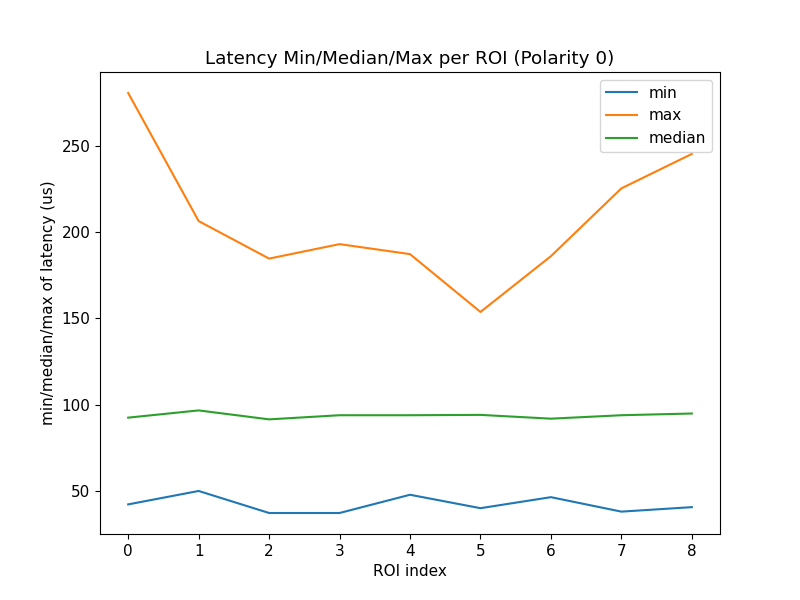 Latency Min/Median/Max per ROI (Polarity 0)
min
max
median
250
200
150
100
50
min/median/max of latency (us)
0 1 2 3 4 5 6 7 8
ROI index